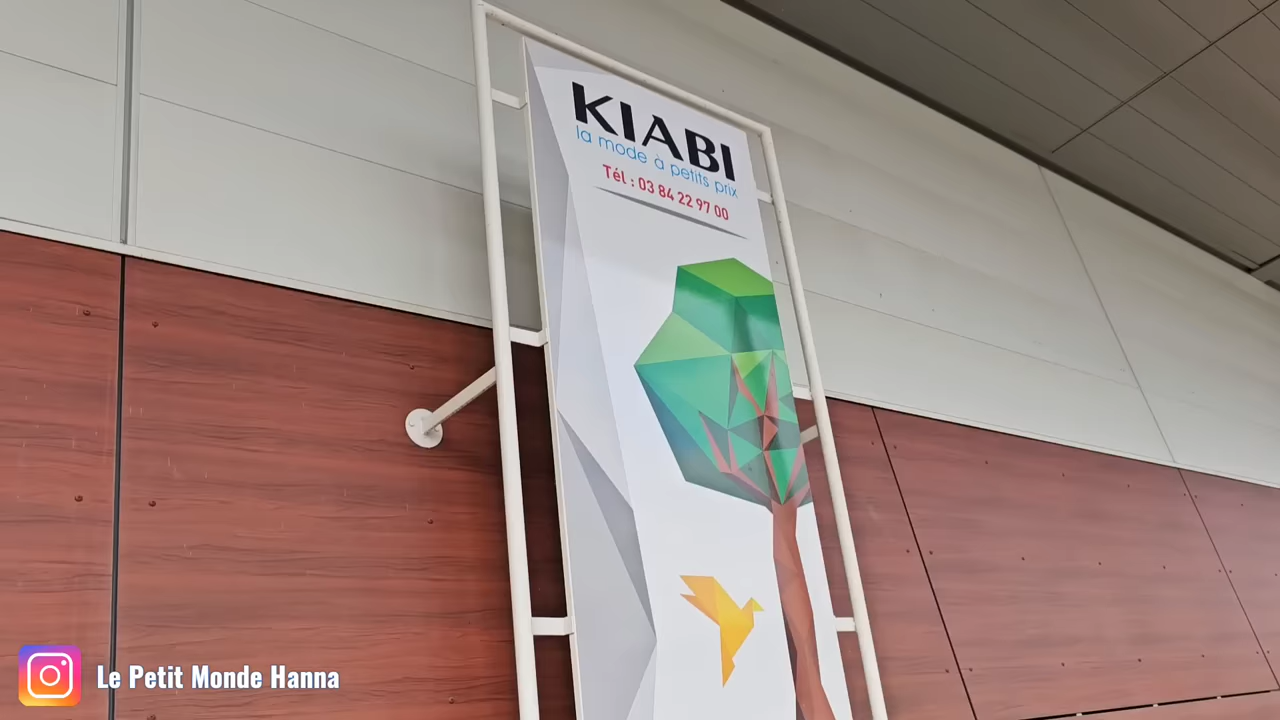 KIABI
la mode à petits prix
Tél : 03 84 22 97 00
Le Petit Monde Hanna